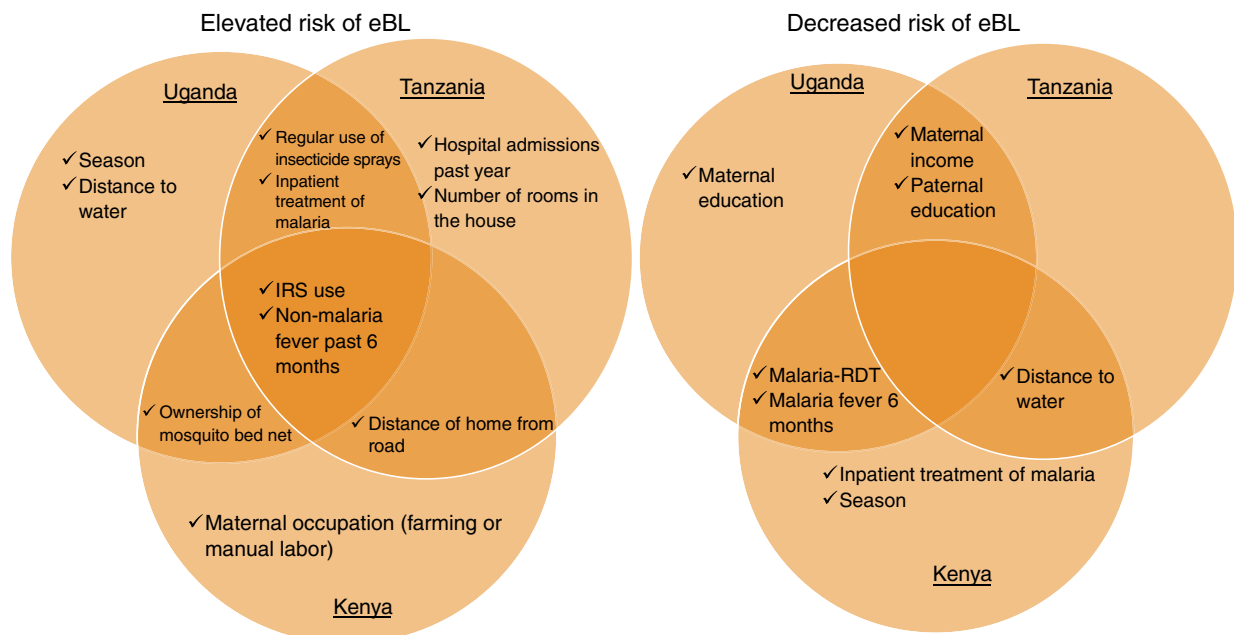 Elevated risk of eBL
Uganda
Tanzania
✓ Season
✓ Distance to
water
✓ Regular use of
insecticide sprays
✓ Inpatient
treatment of
malaria
✓ Hospital admissions
past year
✓ Number of rooms in
the house
✓ IRS use
✓ Non-malaria
fever past 6
months
✓ Ownership of
mosquito bed net
✓ Distance of home from
road
✓ Maternal occupation (farming or
manual labor)
Kenya
Decreased risk of eBL
Uganda
Tanzania
✓ Maternal
education
✓ Maternal
income
✓ Paternal
education
✓ Malaria-RDT
✓ Malaria fever 6
months
✓ Distance to
water
✓ Inpatient treatment of malaria
✓ Season
Kenya